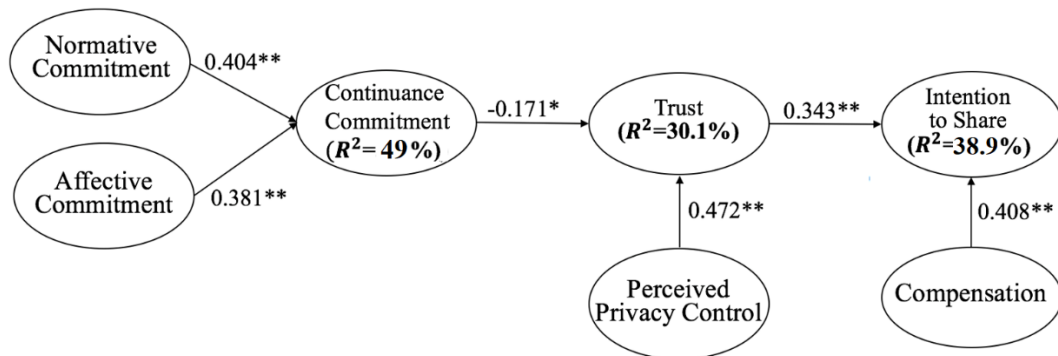 Normative
Commitment
0.404**
Affective
Commitment
0.381**
Continuance
Commitment
(R²= 49%)
-0.171*
Trust
(R²=30.1%)
0.343**
Intention
to Share
(R²=38.9%)
0.472**
Perceived
Privacy Control
0.408**
Compensation